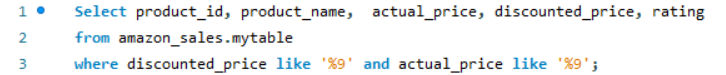 1 Select product_id, product_name, actual_price, discounted_price, rating
2 from amazon_sales.mytable
3 where discounted_price like '%9' and actual_price like '%9';